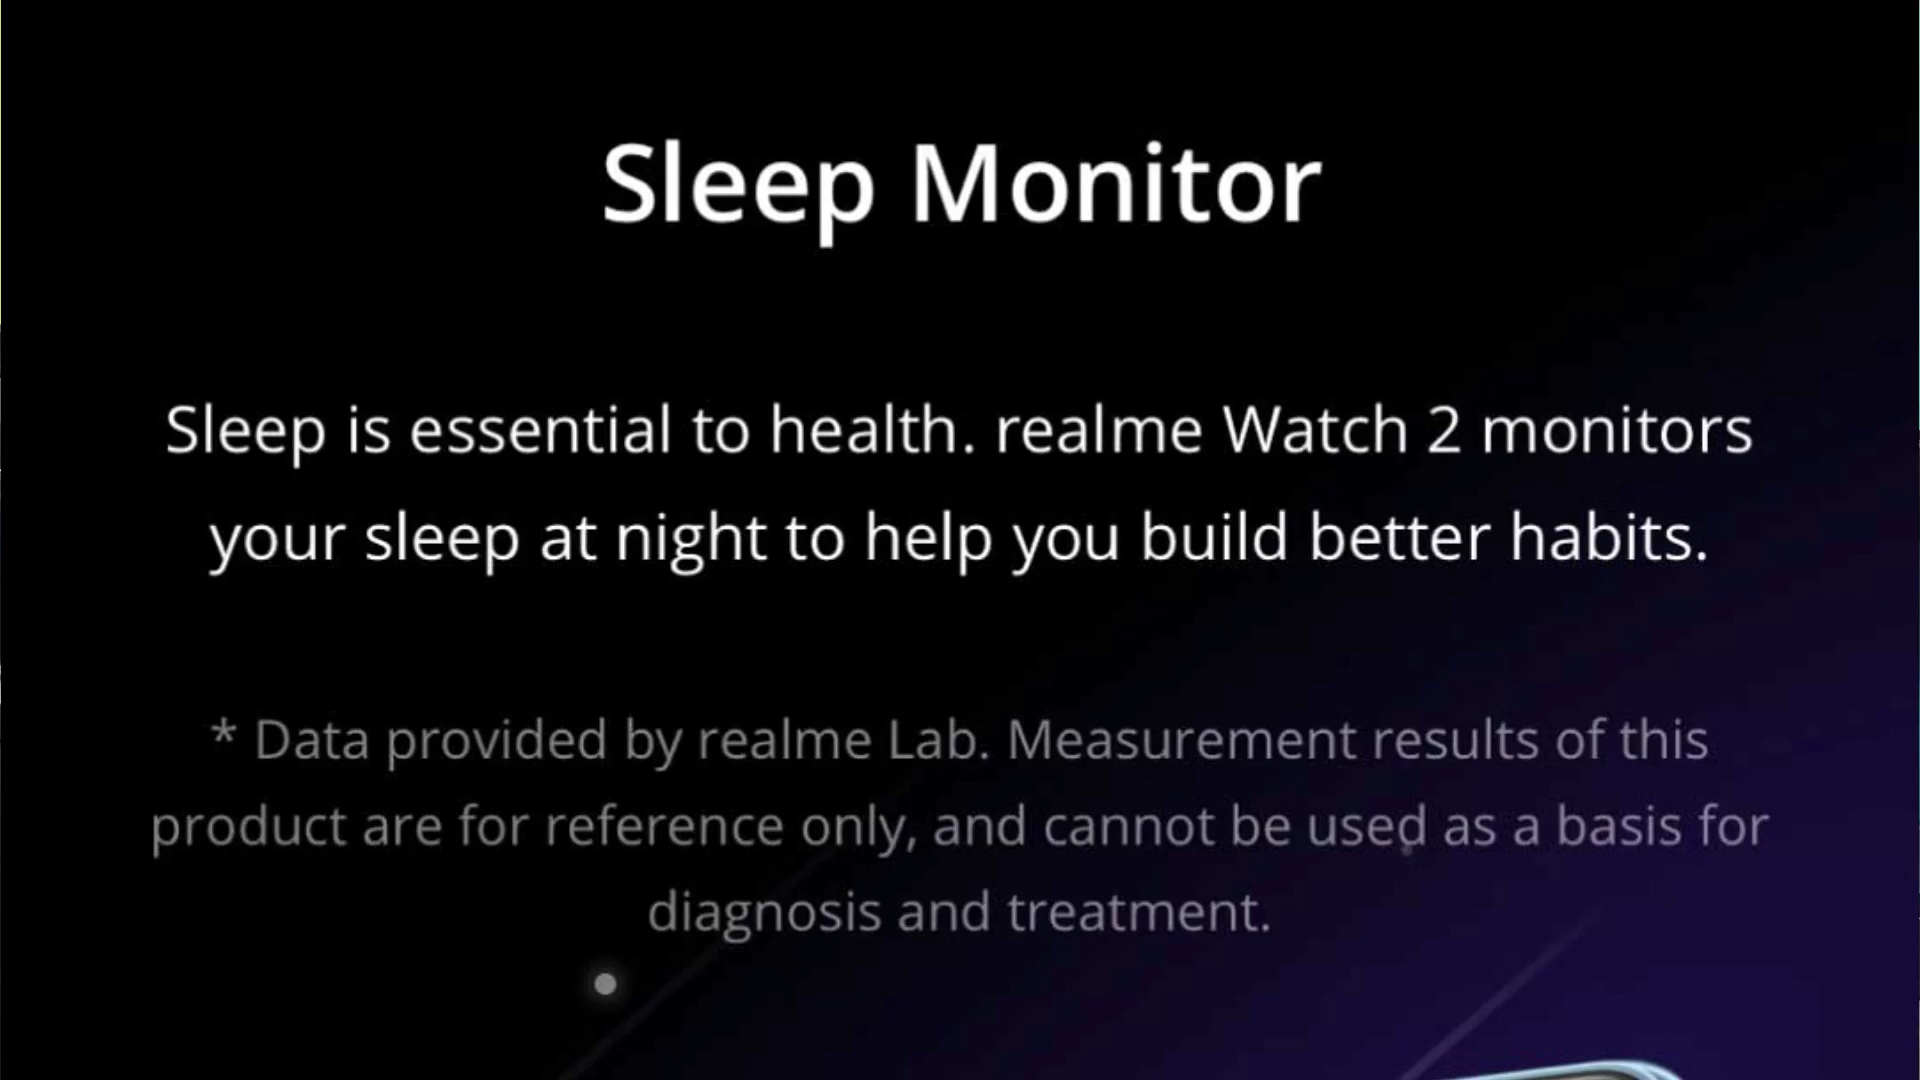 Sleep Monitor
Sleep is essential to health. realme Watch 2 monitors
your sleep at night to help you build better habits.
* Data provided by realme Lab. Measurement results of this
product are for reference only, and cannot be used as a basis for
diagnosis and treatment.